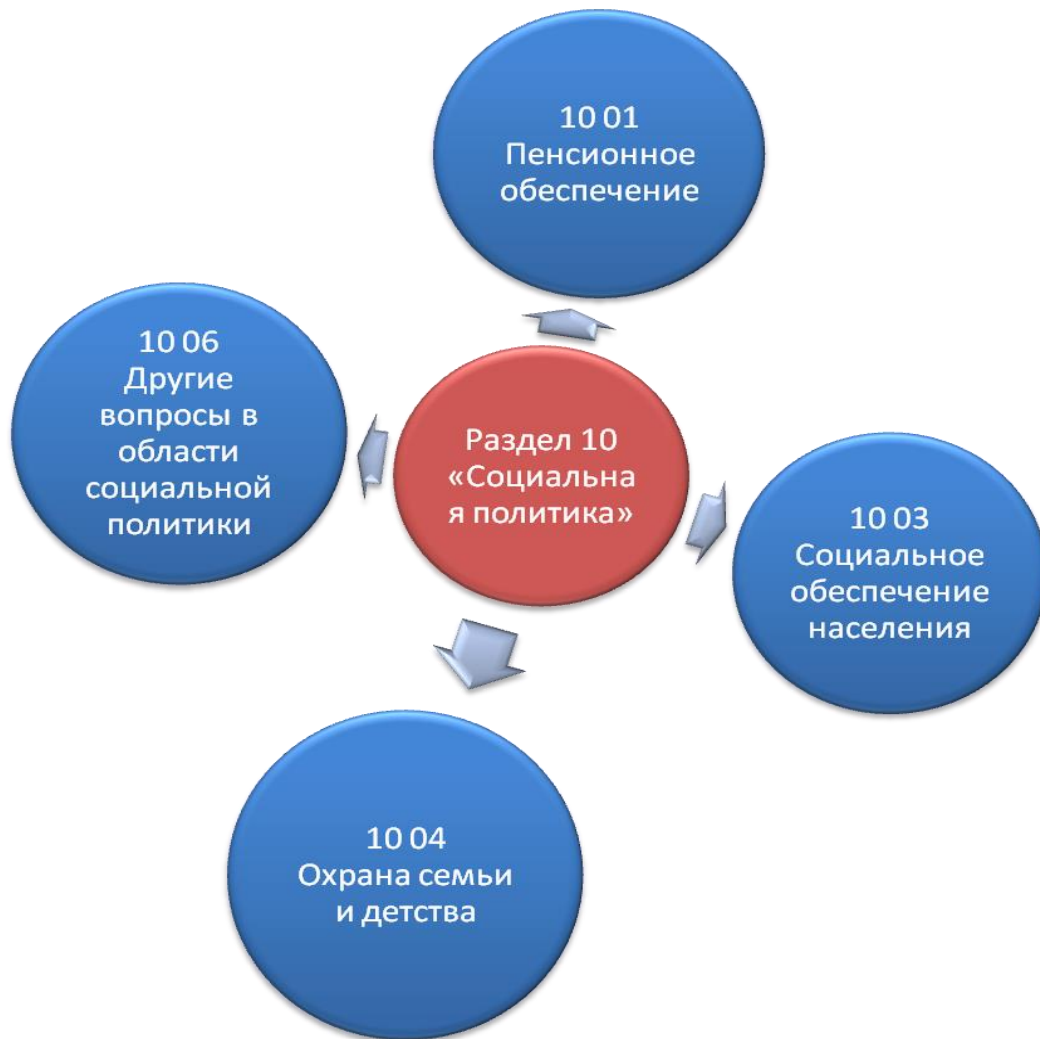 10 01
Пенсионное
обеспечение
10 06
Другие
вопросы в
области
социальной
политики
Раздел 10
«Социальна
я политика»
10 03
Социальное
обеспечение
населения
10 04
Охрана семьи
и детства